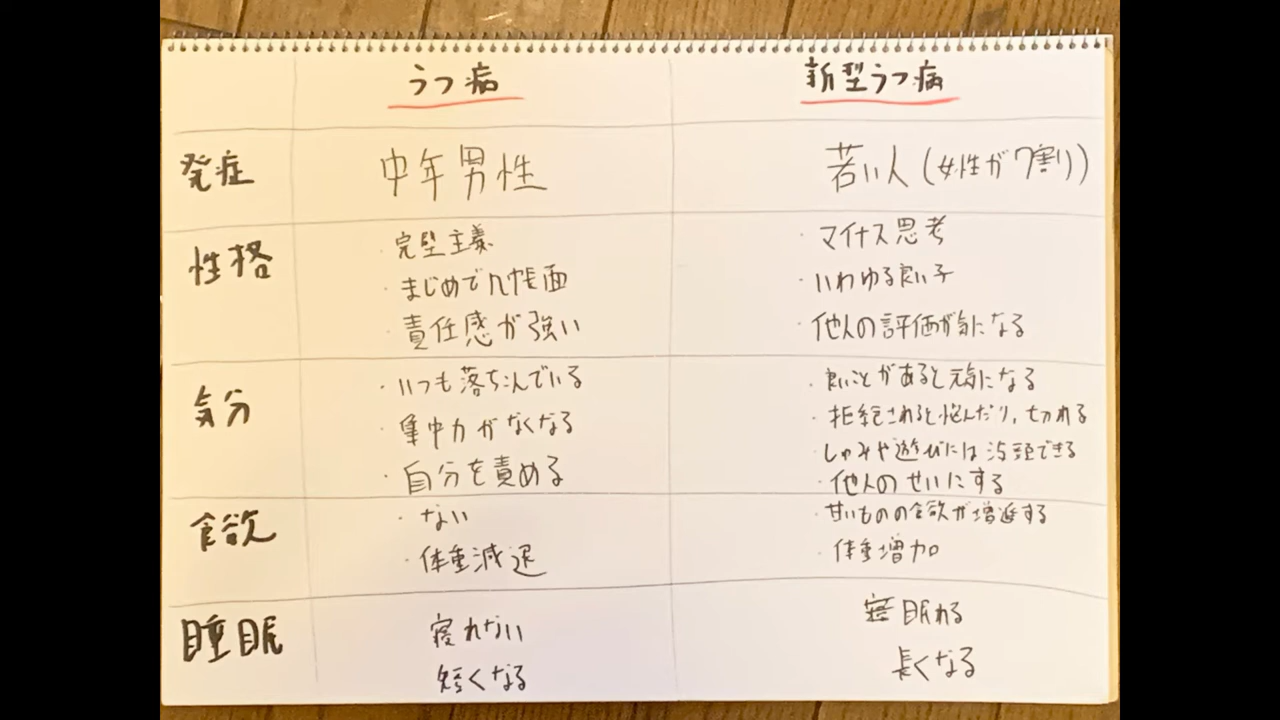 うつ病 新型うつ病
発症 中年男性 若い人(女性が7割り)
性格
・完璧主義
・まじめで几帳面
・責任感が強い
・マイナス思考
・いわゆる良い子
・他人の評価が気になる
気分
・いつも落ちこんでいる
・集中力がなくなる
・自分を責める
・良いことがあると元気になる
・拒絶されると悩んだり、切れる
・しゅみや遊びには没頭できる
・他人のせいにする
食欲
・ない
・体重減退
・甘いものの食欲が増進する
・体重増加
睡眠
寝れない
短くなる
眠れる
長くなる